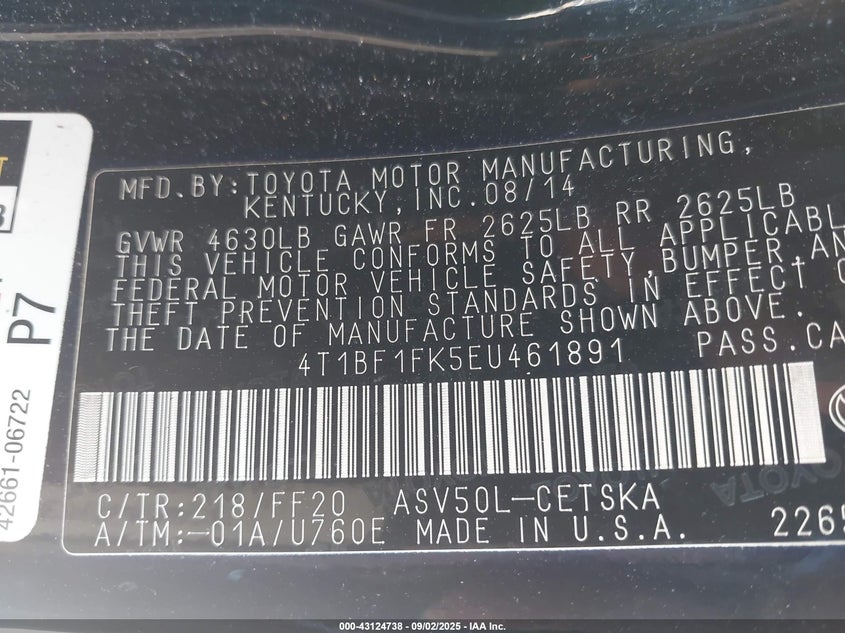 MFD.BY:TOYOTA MOTOR MANUFACTURING,
KENTUCKY,INC.08/14
GVWR 4630LB GAWR FR 2625LB RR 2625LB
THIS VEHICLE CONFORMS TO ALL APPLICABL
FEDERAL MOTOR VEHICLE SAFETY,BUMPER,AN
THEFT PREVENTION STANDARDS IN EFFECT O
THE DATE OF MANUFACTURE SHOWN ABOVE.
4T1BF1FK5EU461891 PASS.CA
C/TR:218/FF20 ASV50L-CETSKA
A/TM:-01A/U760E MADE IN U.S.A.
2265
P7
42661-06722
TOYOTA
000-43124738 - 09/02/2025 - IAA Inc.